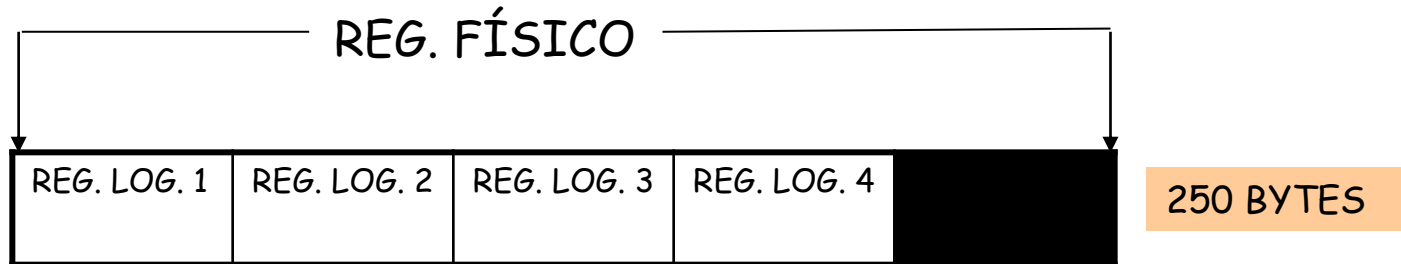 REG. FÍSICO
REG. LOG. 1 REG. LOG. 2 REG. LOG. 3 REG. LOG. 4
250 BYTES